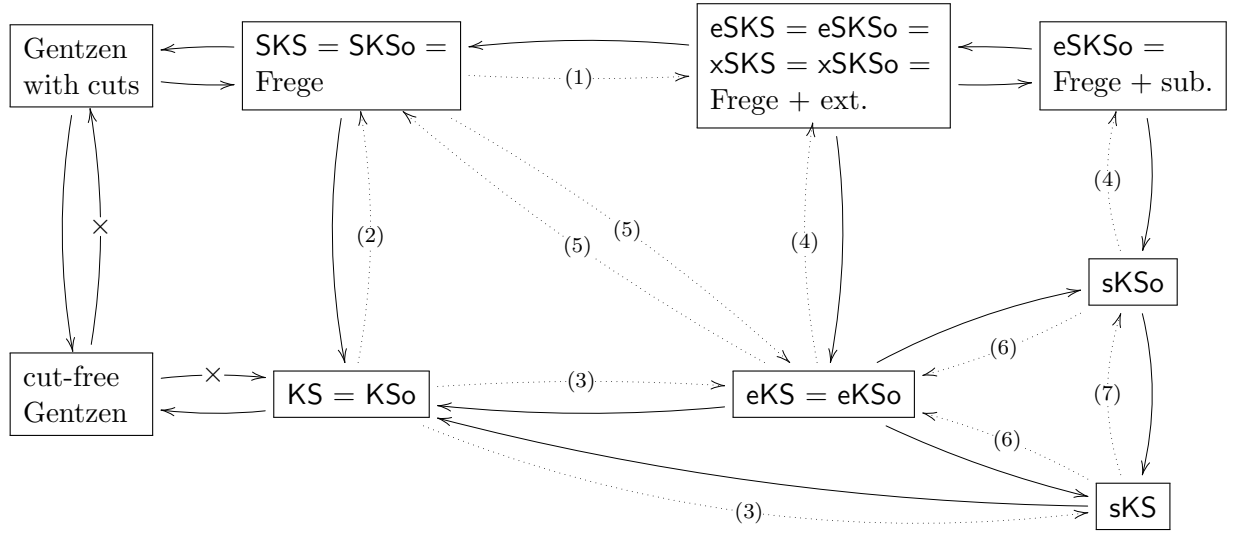 Gentzen
with cuts
SKS = SKSo =
Frege
eSKS = eSKSo =
xSKS = xSKSo =
Frege + ext.
eSKSo =
Frege + sub.
(1)
(2)
(5)
(5)
(4)
(4)
×
sKSo
cut-free
Gentzen
×
KS = KSo
(3)
eKS = eKSo
(6)
(6)
(7)
(3)
sKS